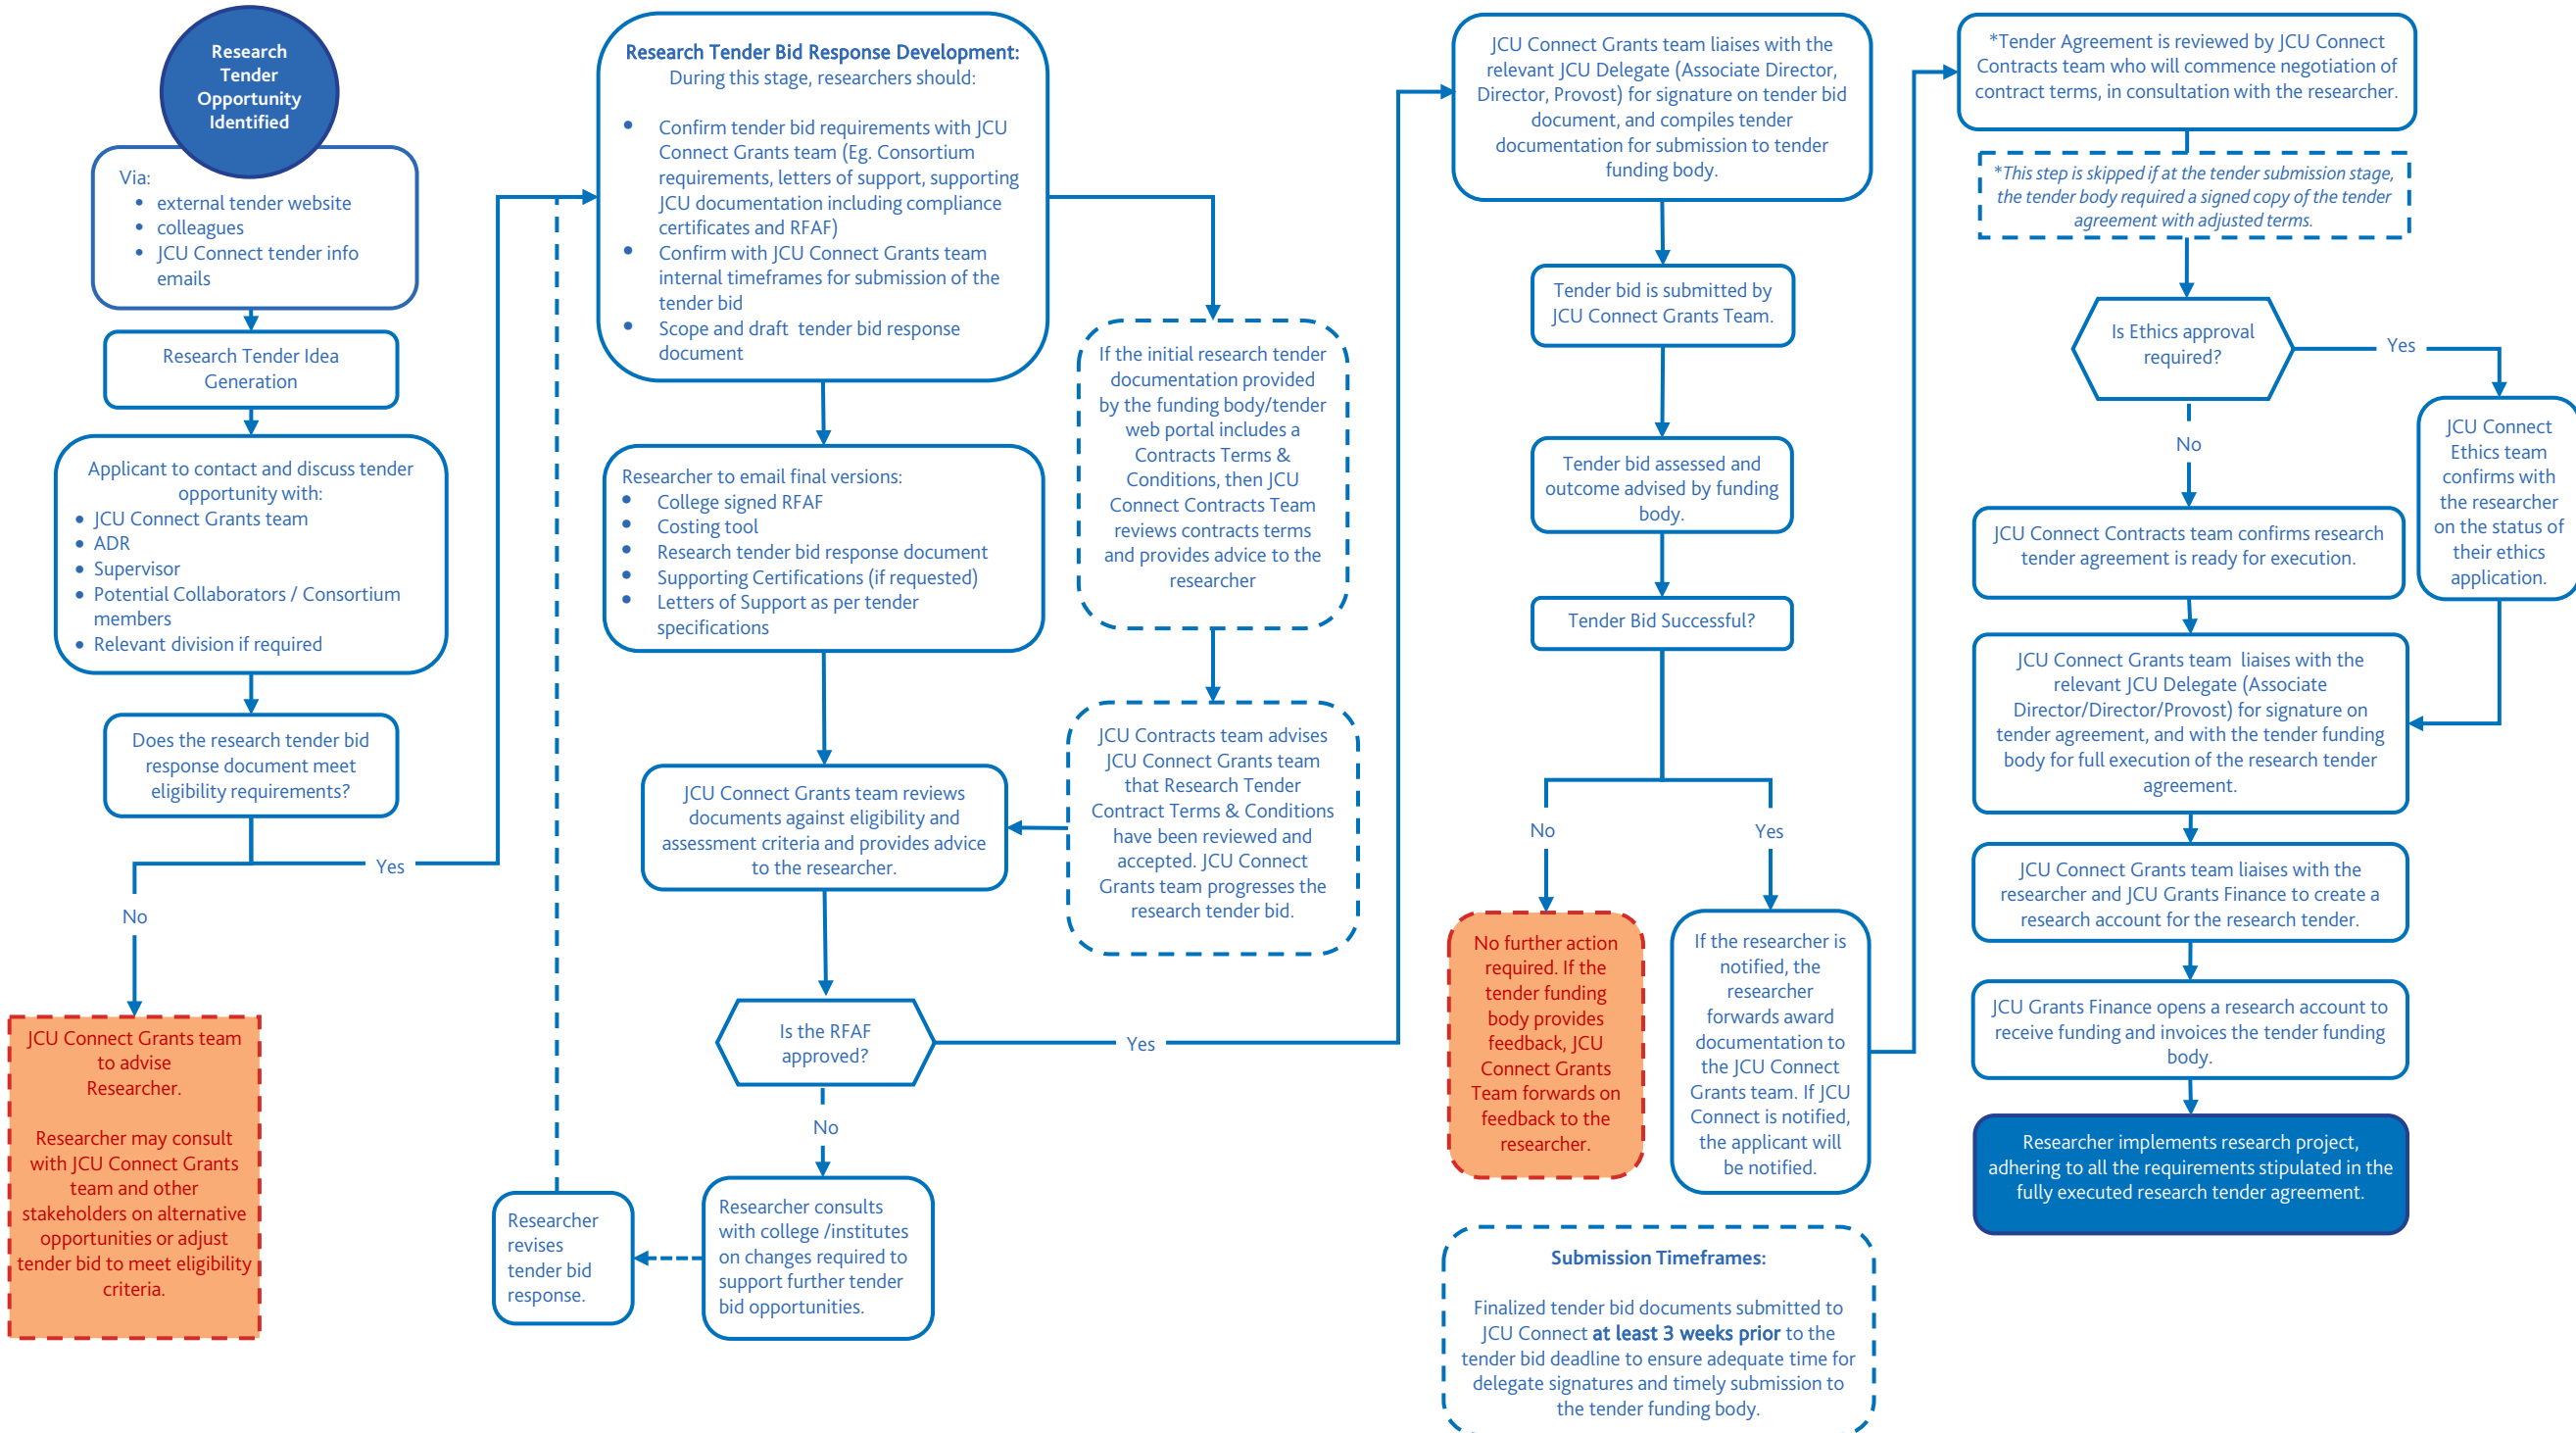 Research
Tender
Opportunity
Identified
Via:
• external tender website
• colleagues
• JCU Connect tender info
emails
Research Tender Idea
Generation
Applicant to contact and discuss tender
opportunity with:
• JCU Connect Grants team
• ADR
• Supervisor
• Potential Collaborators / Consortium
members
• Relevant division if required
Does the research tender bid
response document meet
eligibility requirements?
Yes
No
JCU Connect Grants team
to advise
Researcher.
Researcher may consult
with JCU Connect Grants
team and other
stakeholders on alternative
opportunities or adjust
tender bid to meet eligibility
criteria.
Research Tender Bid Response Development:
During this stage, researchers should:
• Confirm tender bid requirements with JCU
Connect Grants team (Eg. Consortium
requirements, letters of support, supporting
JCU documentation including compliance
certificates and RFAF)
• Confirm with JCU Connect Grants team
internal timeframes for submission of the
tender bid
• Scope and draft tender bid response
document
Researcher to email final versions:
• College signed RFAF
• Costing tool
• Research tender bid response document
• Supporting Certifications (if requested)
• Letters of Support as per tender
specifications
If the initial research tender
documentation provided
by the funding body/tender
web portal includes a
Contracts Terms &
Conditions, then JCU
Connect Contracts Team
reviews contracts terms
and provides advice to the
researcher
JCU Contracts team advises
JCU Connect Grants team
that Research Tender
Contract Terms & Conditions
have been reviewed and
accepted. JCU Connect
Grants team progresses the
research tender bid.
JCU Connect Grants team reviews
documents against eligibility and
assessment criteria and provides advice
to the researcher.
Is the RFAF
approved?
Yes
No
Researcher consults
with college /institutes
on changes required to
support further tender
bid opportunities.
Researcher
revises
tender bid
response.
JCU Connect Grants team liaises with the
relevant JCU Delegate (Associate Director,
Director, Provost) for signature on tender bid
document, and compiles tender
documentation for submission to tender
funding body.
Tender bid is submitted by
JCU Connect Grants Team.
Tender bid assessed and
outcome advised by funding
body.
Tender Bid Successful?
No
Yes
No further action
required. If the
tender funding
body provides
feedback, JCU
Connect Grants
Team forwards on
feedback to the
researcher.
If the researcher is
notified, the
researcher
forwards award
documentation to
the JCU Connect
Grants team. If JCU
Connect is notified,
the applicant will
be notified.
Submission Timeframes:
Finalized tender bid documents submitted to
JCU Connect at least 3 weeks prior to the
tender bid deadline to ensure adequate time for
delegate signatures and timely submission to
the tender funding body.
*Tender Agreement is reviewed by JCU Connect
Contracts team who will commence negotiation of
contract terms, in consultation with the researcher.
*This step is skipped if at the tender submission stage,
the tender body required a signed copy of the tender
agreement with adjusted terms.
Is Ethics approval
required?
Yes
No
JCU Connect
Ethics team
confirms with
the researcher
on the status of
their ethics
application.
JCU Connect Contracts team confirms research
tender agreement is ready for execution.
JCU Connect Grants team liaises with the
relevant JCU Delegate (Associate
Director/Director/Provost) for signature on
tender agreement, and with the tender funding
body for full execution of the research tender
agreement.
JCU Connect Grants team liaises with the
researcher and JCU Grants Finance to create a
research account for the research tender.
JCU Grants Finance opens a research account to
receive funding and invoices the tender funding
body.
Researcher implements research project,
adhering to all the requirements stipulated in the
fully executed research tender agreement.